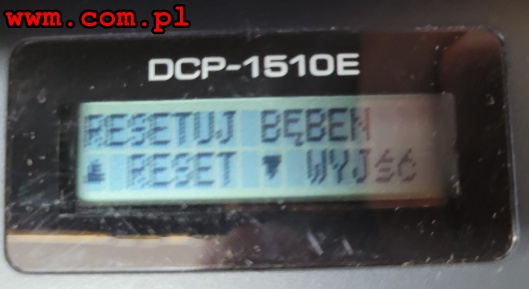 wwm.com.pl
DCP-1510E
RESETUJ BĘBEN
▲ RESET ▼ WYJŚĆ